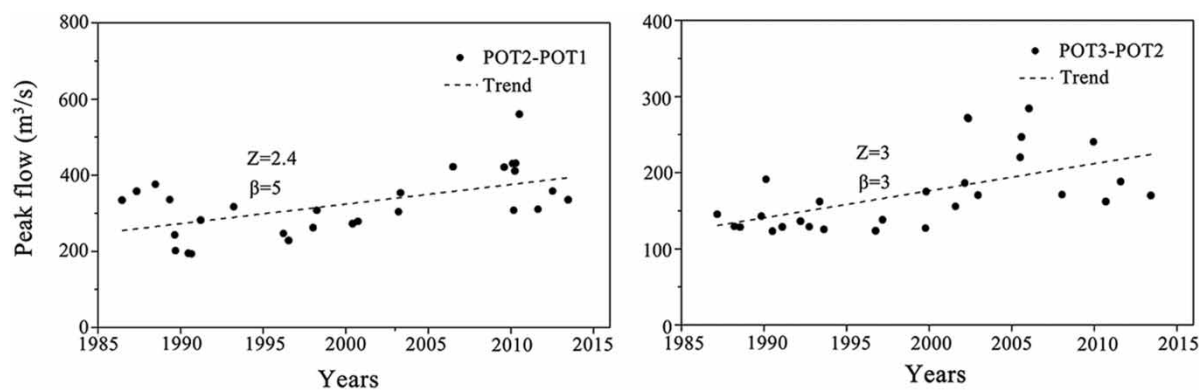 Peak flow (m³/s)
800
600
400
200
0
POT2-POT1
Trend
Z=2.4
β=5
1985 1990 1995 2000 2005 2010 2015
Years
400
300
200
100
0
POT3-POT2
Trend
Z=3
β=3
1985 1990 1995 2000 2005 2010 2015
Years